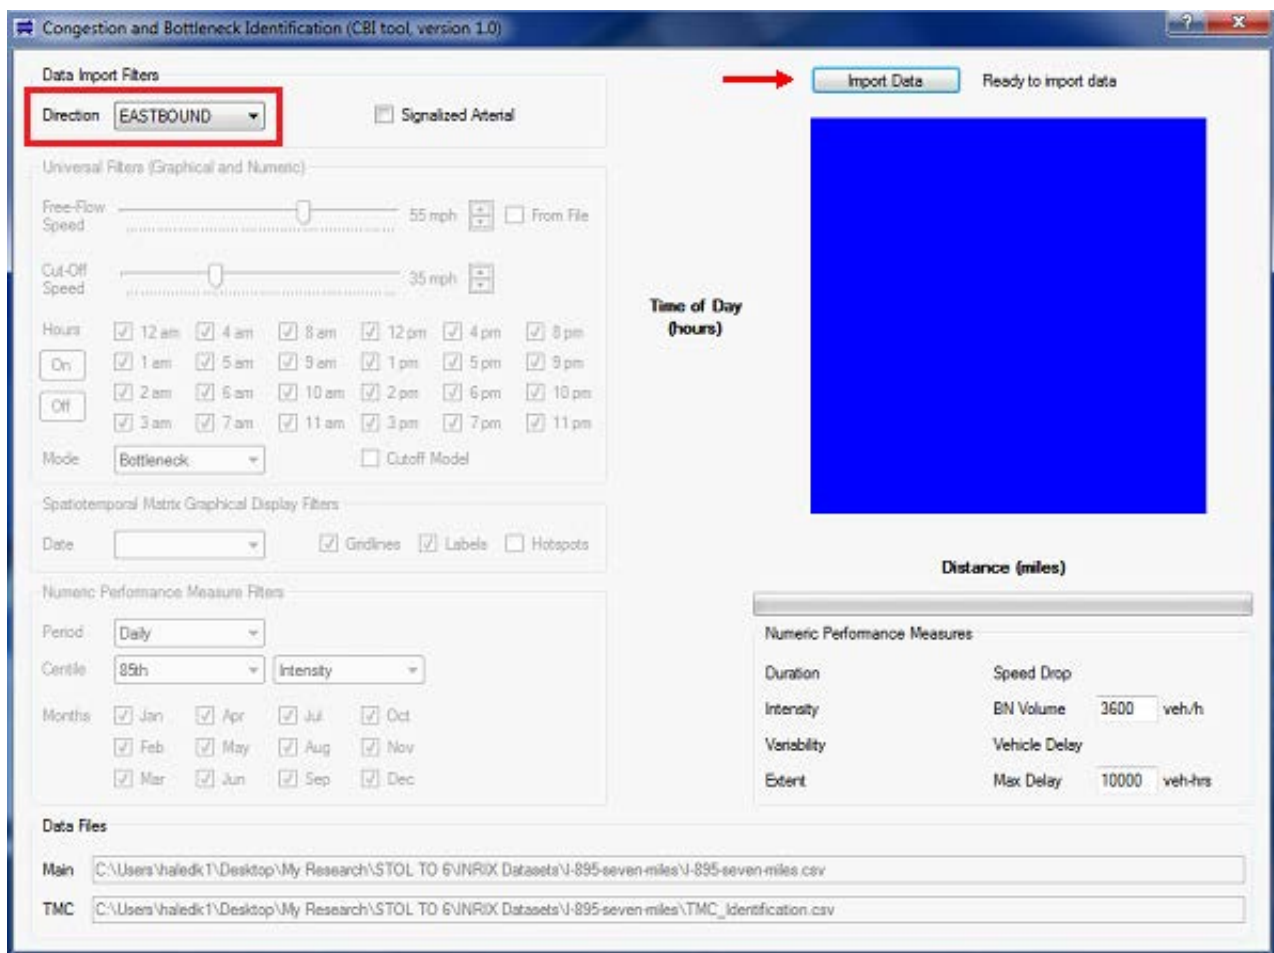 Congestion and Bottleneck Identification (CBI tool, version 1.0)
Data Import Filters
Direction EASTBOUND Signalized Arterial
Import Data Ready to import data
Universal Filters (Graphical and Numeric)
Free-Flow Speed 55 mph From File
Cut-Off Speed 35 mph
Hours 12 am 4 am 8 am 12 pm 4 pm 8 pm
On 1 am 5 am 9 am 1 pm 5 pm 9 pm
2 am 6 am 10 am 2 pm 6 pm 10 pm
Off
3 am 7 am 11 am 3 pm 7 pm 11 pm
Mode Bottleneck Cutoff Model
Spatiotemporal Matrix Graphical Display Filters
Date Gridlines Labels Hotspots
Numeric Performance Measure Filters
Period Daily
Centile 85th Intensity
Months Jan Apr Jul Oct
Feb May Aug Nov
Mar Jun Sep Dec
Time of Day
(hours)
Distance (miles)
Numeric Performance Measures
Duration Speed Drop
Intensity BN Volume 3600 veh/h
Variability Vehicle Delay
Extent Max Delay 10000 veh-hrs
Data Files
Main C:\Users\haledk1\Desktop\My Research\STOL TO 6\INRIX Datasets\I-895-seven-miles\I-895-seven-miles.csv
TMC C:\Users\haledk1\Desktop\My Research\STOL TO 6\INRIX Datasets\I-895-seven-miles\TMC_Identification.csv